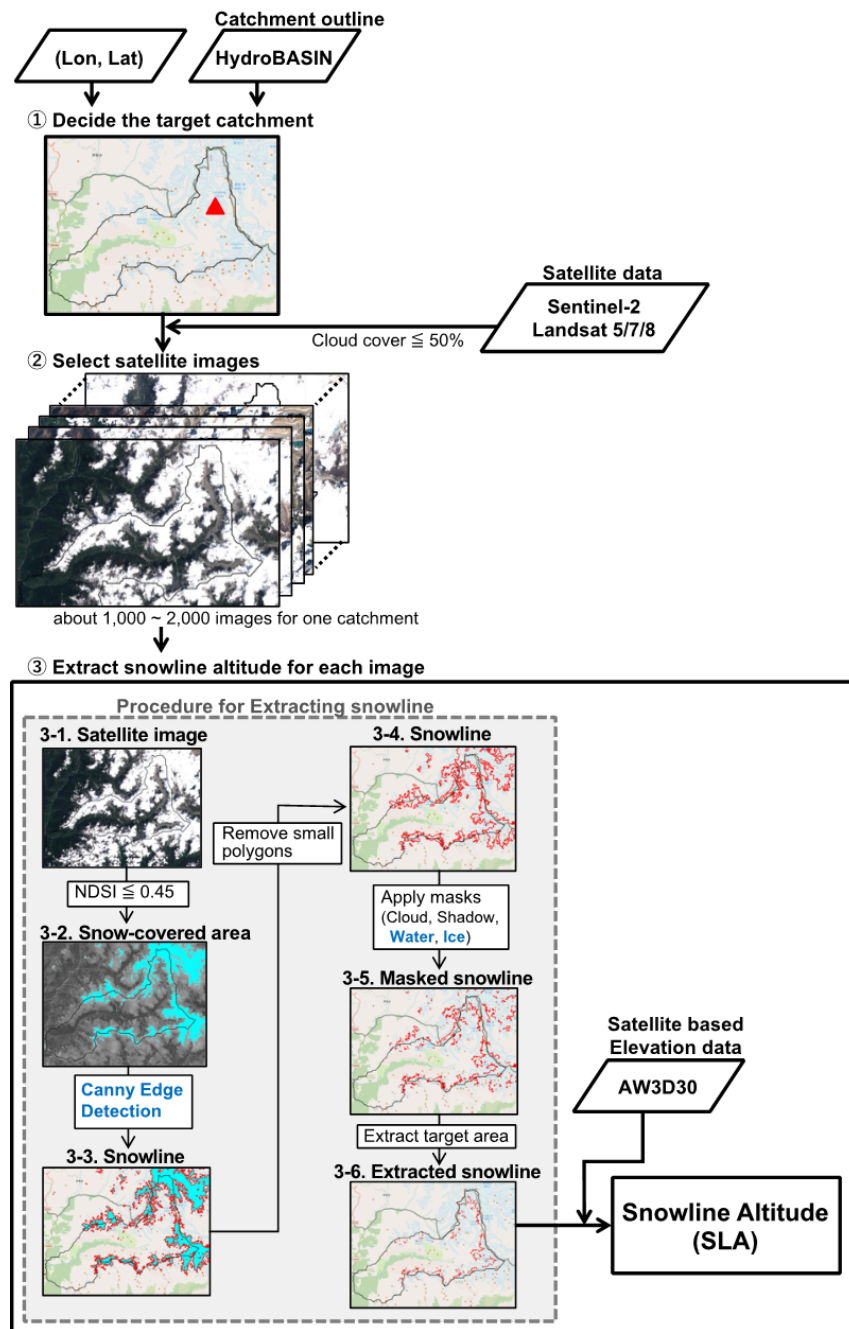 Catchment outline
(Lon, Lat)
HydroBASIN
① Decide the target catchment
Satellite data
Sentinel-2
Landsat 5/7/8
Cloud cover ≦ 50%
② Select satellite images
about 1,000 ~ 2,000 images for one catchment
③ Extract snowline altitude for each image
Procedure for Extracting snowline
3-1. Satellite image
NDSI ≦ 0.45
3-2. Snow-covered area
Canny Edge
Detection
3-3. Snowline
Remove small
polygons
3-4. Snowline
Apply masks
(Cloud, Shadow,
Water, Ice)
3-5. Masked snowline
Extract target area
3-6. Extracted snowline
Satellite based
Elevation data
AW3D30
Snowline Altitude
(SLA)